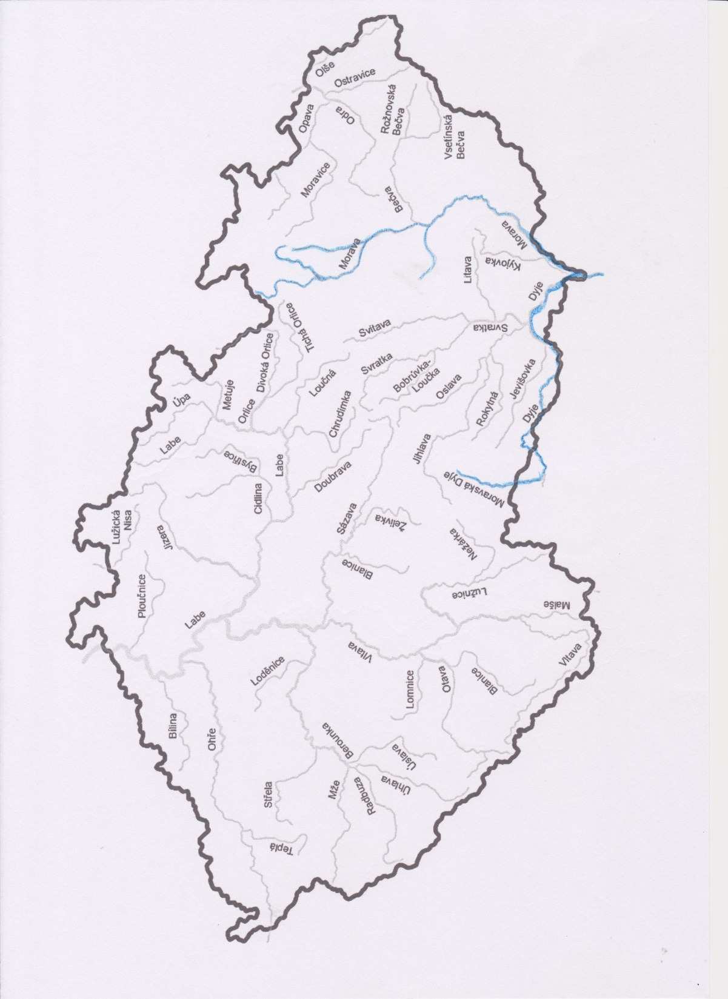 Olše
Ostravice
Opava
Odra
Rožnovská
Bečva
Vsetínská
Bečva
Moravice
Bečva
Morava
Morava
Kyjovka
Litava
Dyje
Tichá Orlice
Divoká Orlice
Svitava
Svratka
Svratka
Loučná
Bobrůvka-
Loučka
Oslava
Jevišovka
Rokytná
Dyje
Metuje
Úpa
Orlice
Chrudimka
Labe
Bystřice
Labe
Doubrava
Jihlava
Moravská Dyje
Cidlina
Lužická
Nisa
Jizera
Sázava
Želivka
Nežárka
Blanice
Lužnice
Malše
Ploučnice
Labe
Vltava
Vltava
Loděnice
Lomnice
Otava
Blanice
Bílina
Ohře
Berounka
Úslava
Střela
Mže
Radbuza
Úhlava
Teplá